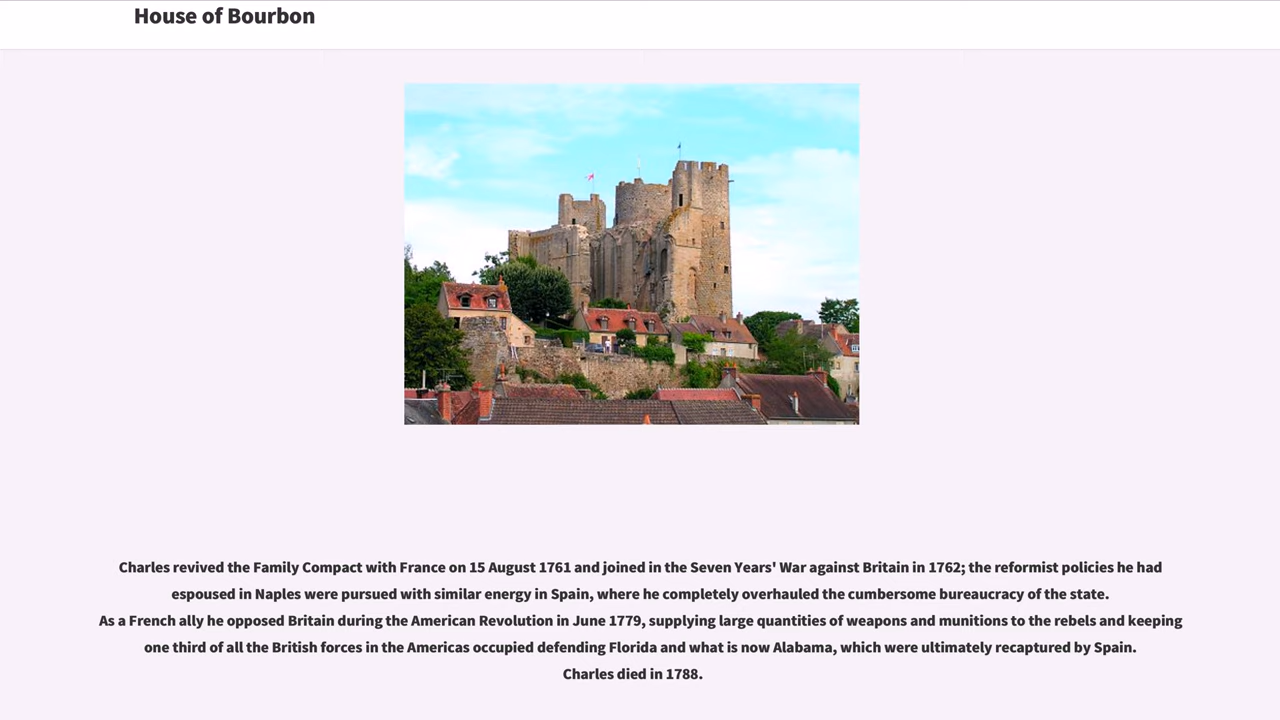 House of Bourbon
Charles revived the Family Compact with France on 15 August 1761 and joined in the Seven Years' War against Britain in 1762; the reformist policies he had
espoused in Naples were pursued with similar energy in Spain, where he completely overhauled the cumbersome bureaucracy of the state.
As a French ally he opposed Britain during the American Revolution in June 1779, supplying large quantities of weapons and munitions to the rebels and keeping
one third of all the British forces in the Americas occupied defending Florida and what is now Alabama, which were ultimately recaptured by Spain.
Charles died in 1788.